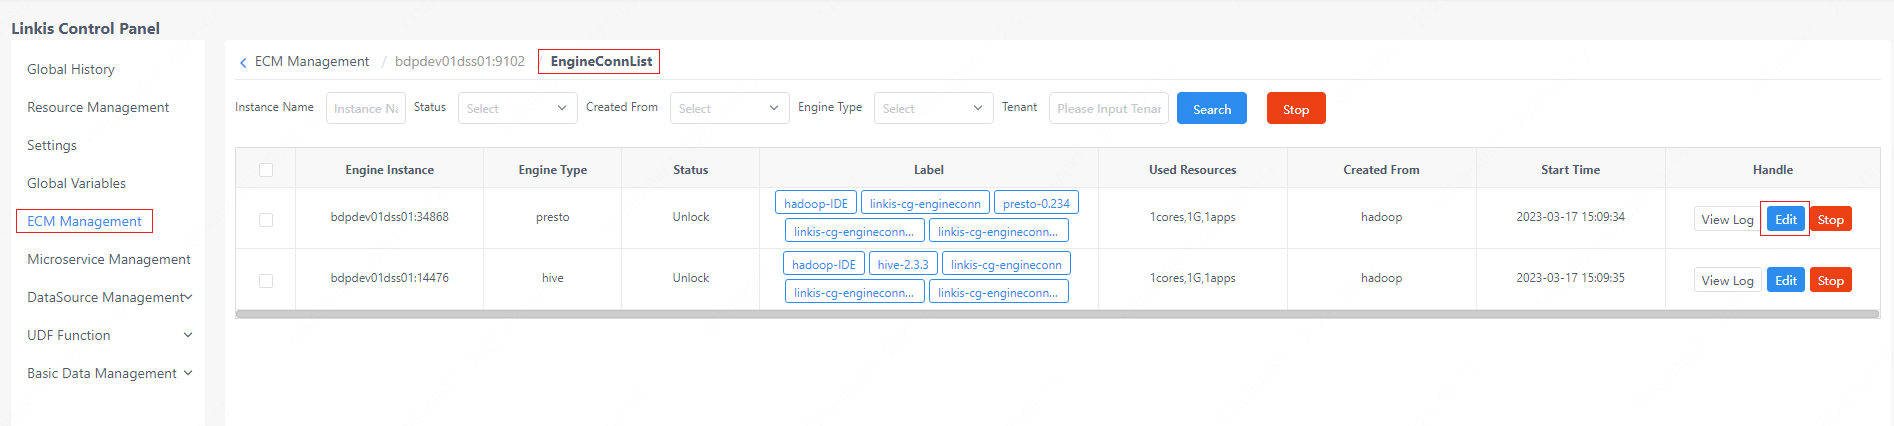 Linkis Control Panel
Global History
Resource Management
Settings
Global Variables
ECM Management
Microservice Management
DataSource Management
UDF Function
Basic Data Management
ECM Management / bdpdev01dss01:9102 / EngineConnList
Instance Name Instance Na Status Select Created From Select Engine Type Select Tenant Please Input Tenar Search Stop
Engine Instance Engine Type Status Label Used Resources Created From Start Time Handle
bdpdev01dss01:34868 presto Unlock hadoop-IDE linkis-cg-engineconn presto-0.234 linkis-cg-engineconn... linkis-cg-engineconn... 1cores,1G,1apps hadoop 2023-03-17 15:09:34 View Log Edit Stop
bdpdev01dss01:14476 hive Unlock hadoop-IDE hive-2.3.3 linkis-cg-engineconn linkis-cg-engineconn... linkis-cg-engineconn... 1cores,1G,1apps hadoop 2023-03-17 15:09:35 View Log Edit Stop